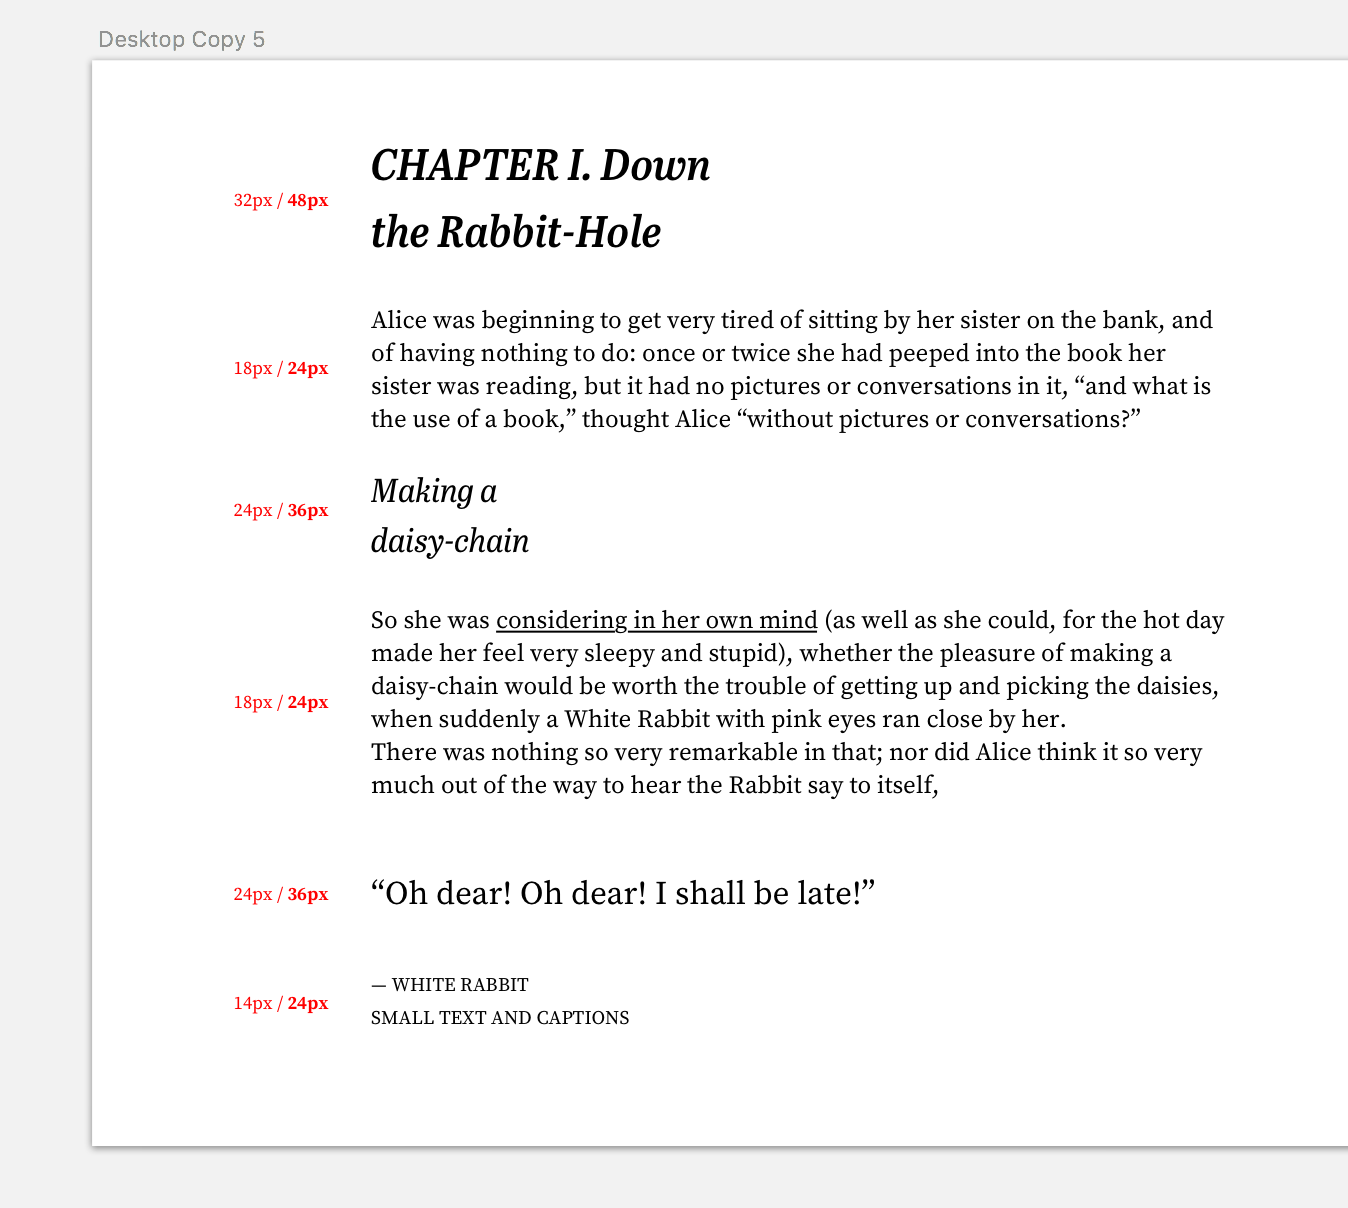 Desktop Copy 5
32px / 48px
CHAPTER I. Down
the Rabbit-Hole
18px / 24px
Alice was beginning to get very tired of sitting by her sister on the bank, and
of having nothing to do: once or twice she had peeped into the book her
sister was reading, but it had no pictures or conversations in it, “and what is
the use of a book,” thought Alice “without pictures or conversations?”
24px / 36px
Making a
daisy-chain
18px / 24px
So she was considering in her own mind (as well as she could, for the hot day
made her feel very sleepy and stupid), whether the pleasure of making a
daisy-chain would be worth the trouble of getting up and picking the daisies,
when suddenly a White Rabbit with pink eyes ran close by her.
There was nothing so very remarkable in that; nor did Alice think it so very
much out of the way to hear the Rabbit say to itself,
24px / 36px
“Oh dear! Oh dear! I shall be late!”
14px / 24px
— WHITE RABBIT
SMALL TEXT AND CAPTIONS